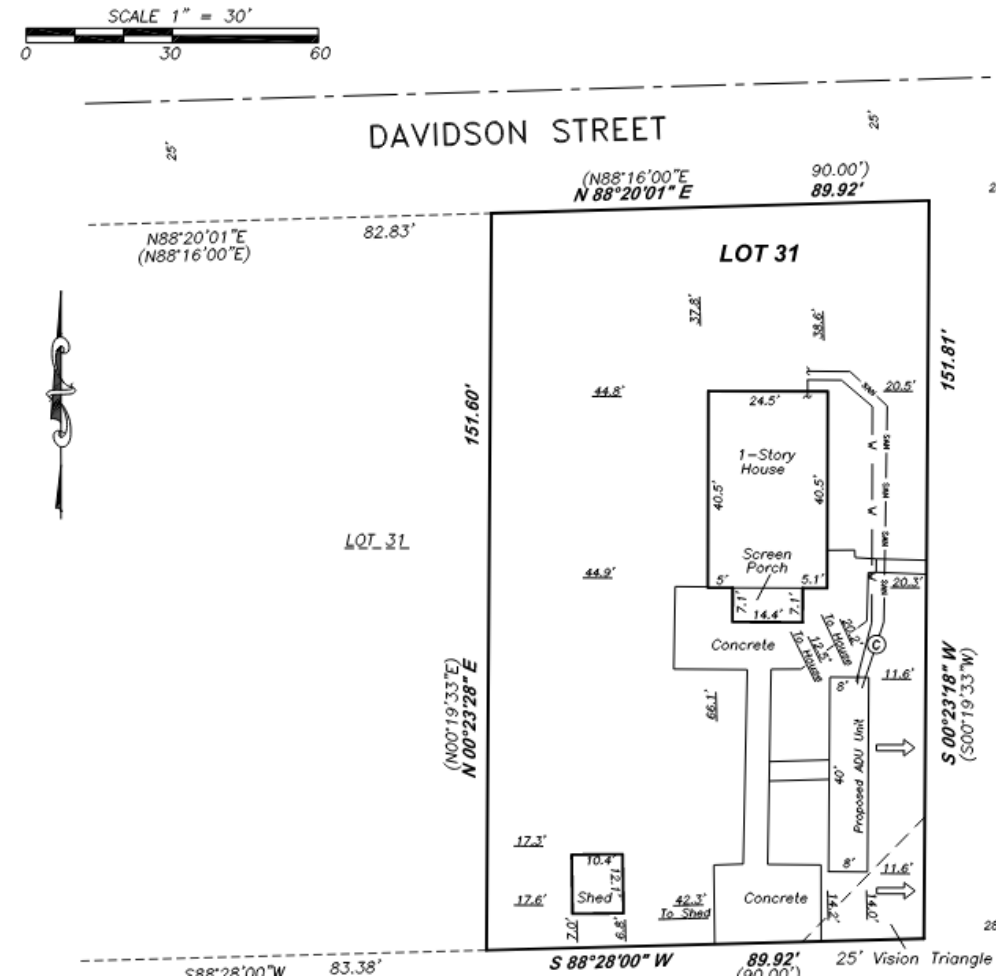 SCALE 1" = 30'
0 30 60
DAVIDSON STREET
25'
25'
(N88°16'00"E 90.00')
N 88°20'01" E 89.92'
N88°20'01"E 82.83'
(N88°16'00"E)
LOT 31
37.8'
38.6'
151.60'
151.81'
44.8'
20.5'
24.5'
SAN
1-Story
House
40.5'
40.5'
W
SAN
SAN
W
SAN
LOT 31
Screen
Porch
44.9'
5'
5.1'
20.3'
W
SAN
7.1'
7.1'
14.4'
Concrete
20.2'
To House
12.5'
To House
C
(N00°19'33"E)
N 00°23'28" E
66.1'
8'
11.6'
S 00°23'18" W
(S00°19'33"W)
40'
Proposed ADU Unit
17.3'
10.4'
12.1'
8'
11.6'
17.6'
Shed
42.3'
To Shed
Concrete
14.2'
14.0'
7.0'
6.8'
S88°28'00"W 83.38'
S 88°28'00" W 89.92'
(90.00')
25' Vision Triangle